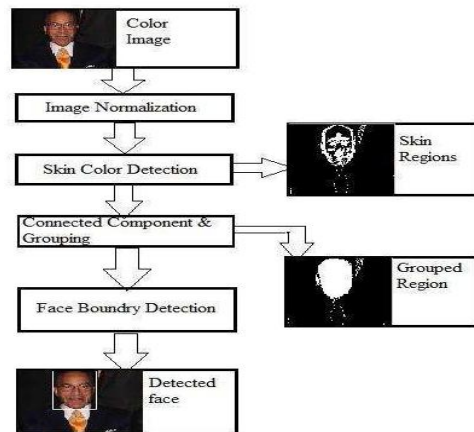 Color
Image
Image Normalization
Skin Color Detection
Skin
Regions
Connected Component &
Grouping
Grouped
Region
Face Boundry Detection
Detected
face